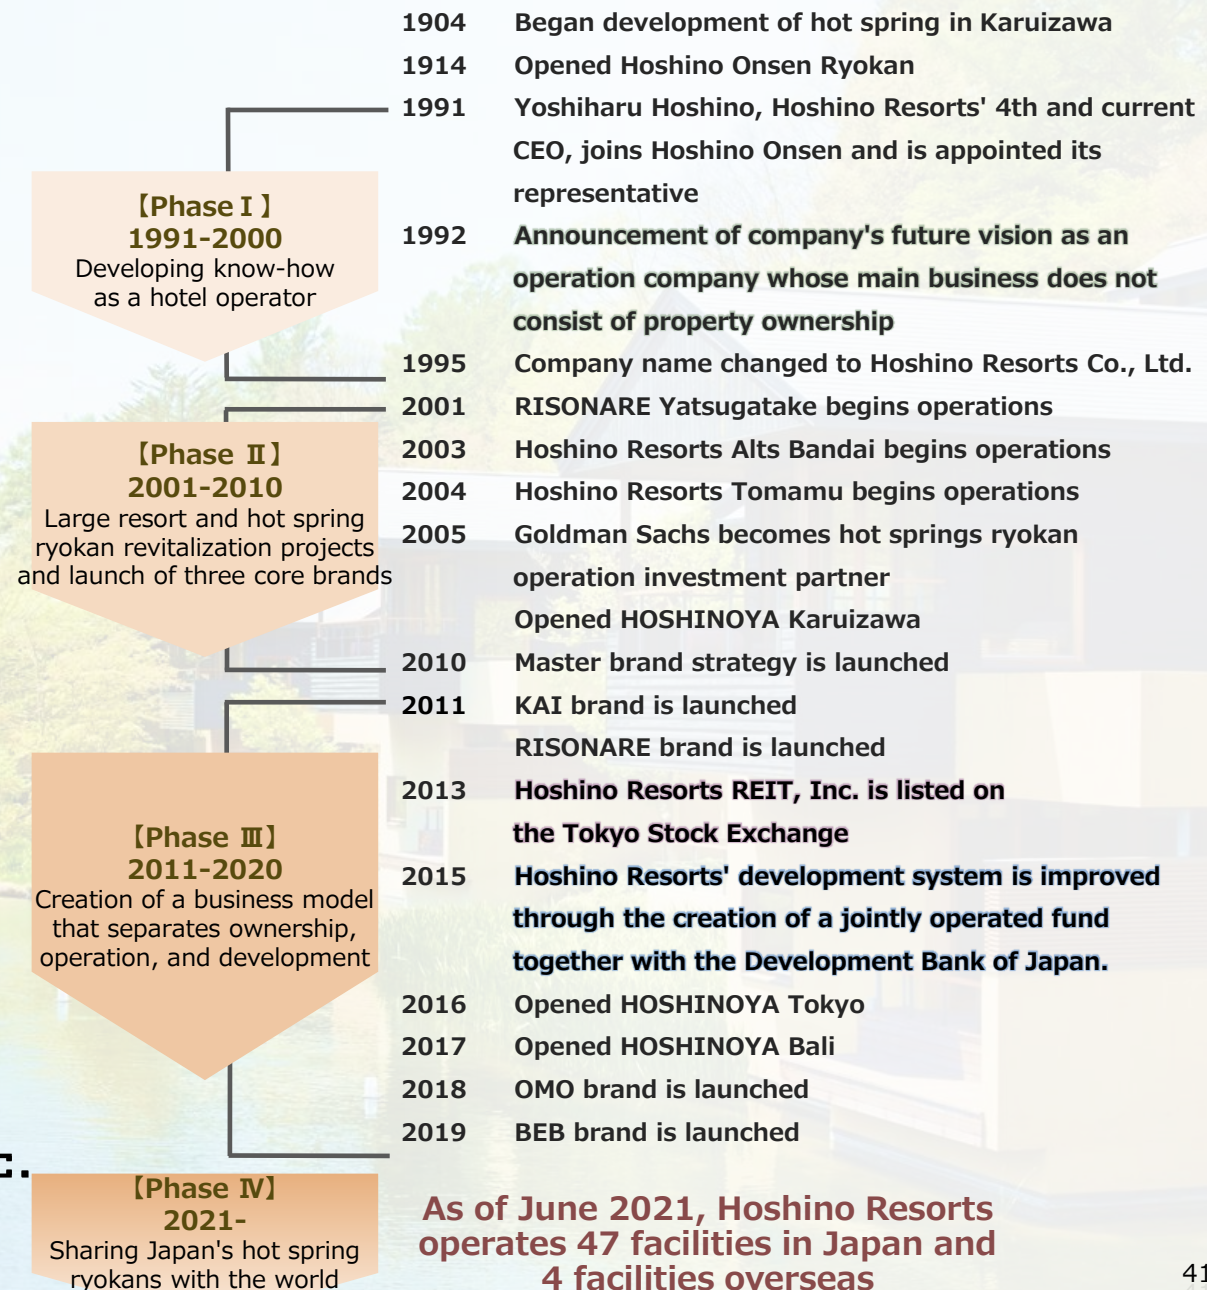 1904 Began development of hot spring in Karuizawa
1914 Opened Hoshino Onsen Ryokan
1991 Yoshiharu Hoshino, Hoshino Resorts' 4th and current
CEO, joins Hoshino Onsen and is appointed its
representative
1992 Announcement of company's future vision as an
operation company whose main business does not
consist of property ownership
1995 Company name changed to Hoshino Resorts Co., Ltd.
2001 RISONARE Yatsugatake begins operations
2003 Hoshino Resorts Alts Bandai begins operations
2004 Hoshino Resorts Tomamu begins operations
2005 Goldman Sachs becomes hot springs ryokan
operation investment partner
Opened HOSHINOYA Karuizawa
2010 Master brand strategy is launched
2011 KAI brand is launched
RISONARE brand is launched
2013 Hoshino Resorts REIT, Inc. is listed on
the Tokyo Stock Exchange
2015 Hoshino Resorts' development system is improved
through the creation of a jointly operated fund
together with the Development Bank of Japan.
2016 Opened HOSHINOYA Tokyo
2017 Opened HOSHINOYA Bali
2018 OMO brand is launched
2019 BEB brand is launched
【Phase Ⅰ】
1991-2000
Developing know-how
as a hotel operator
【Phase Ⅱ】
2001-2010
Large resort and hot spring
ryokan revitalization projects
and launch of three core brands
【Phase Ⅲ】
2011-2020
Creation of a business model
that separates ownership,
operation, and development
【Phase Ⅳ】
2021-
Sharing Japan's hot spring
ryokans with the world
As of June 2021, Hoshino Resorts
operates 47 facilities in Japan and
4 facilities overseas
41